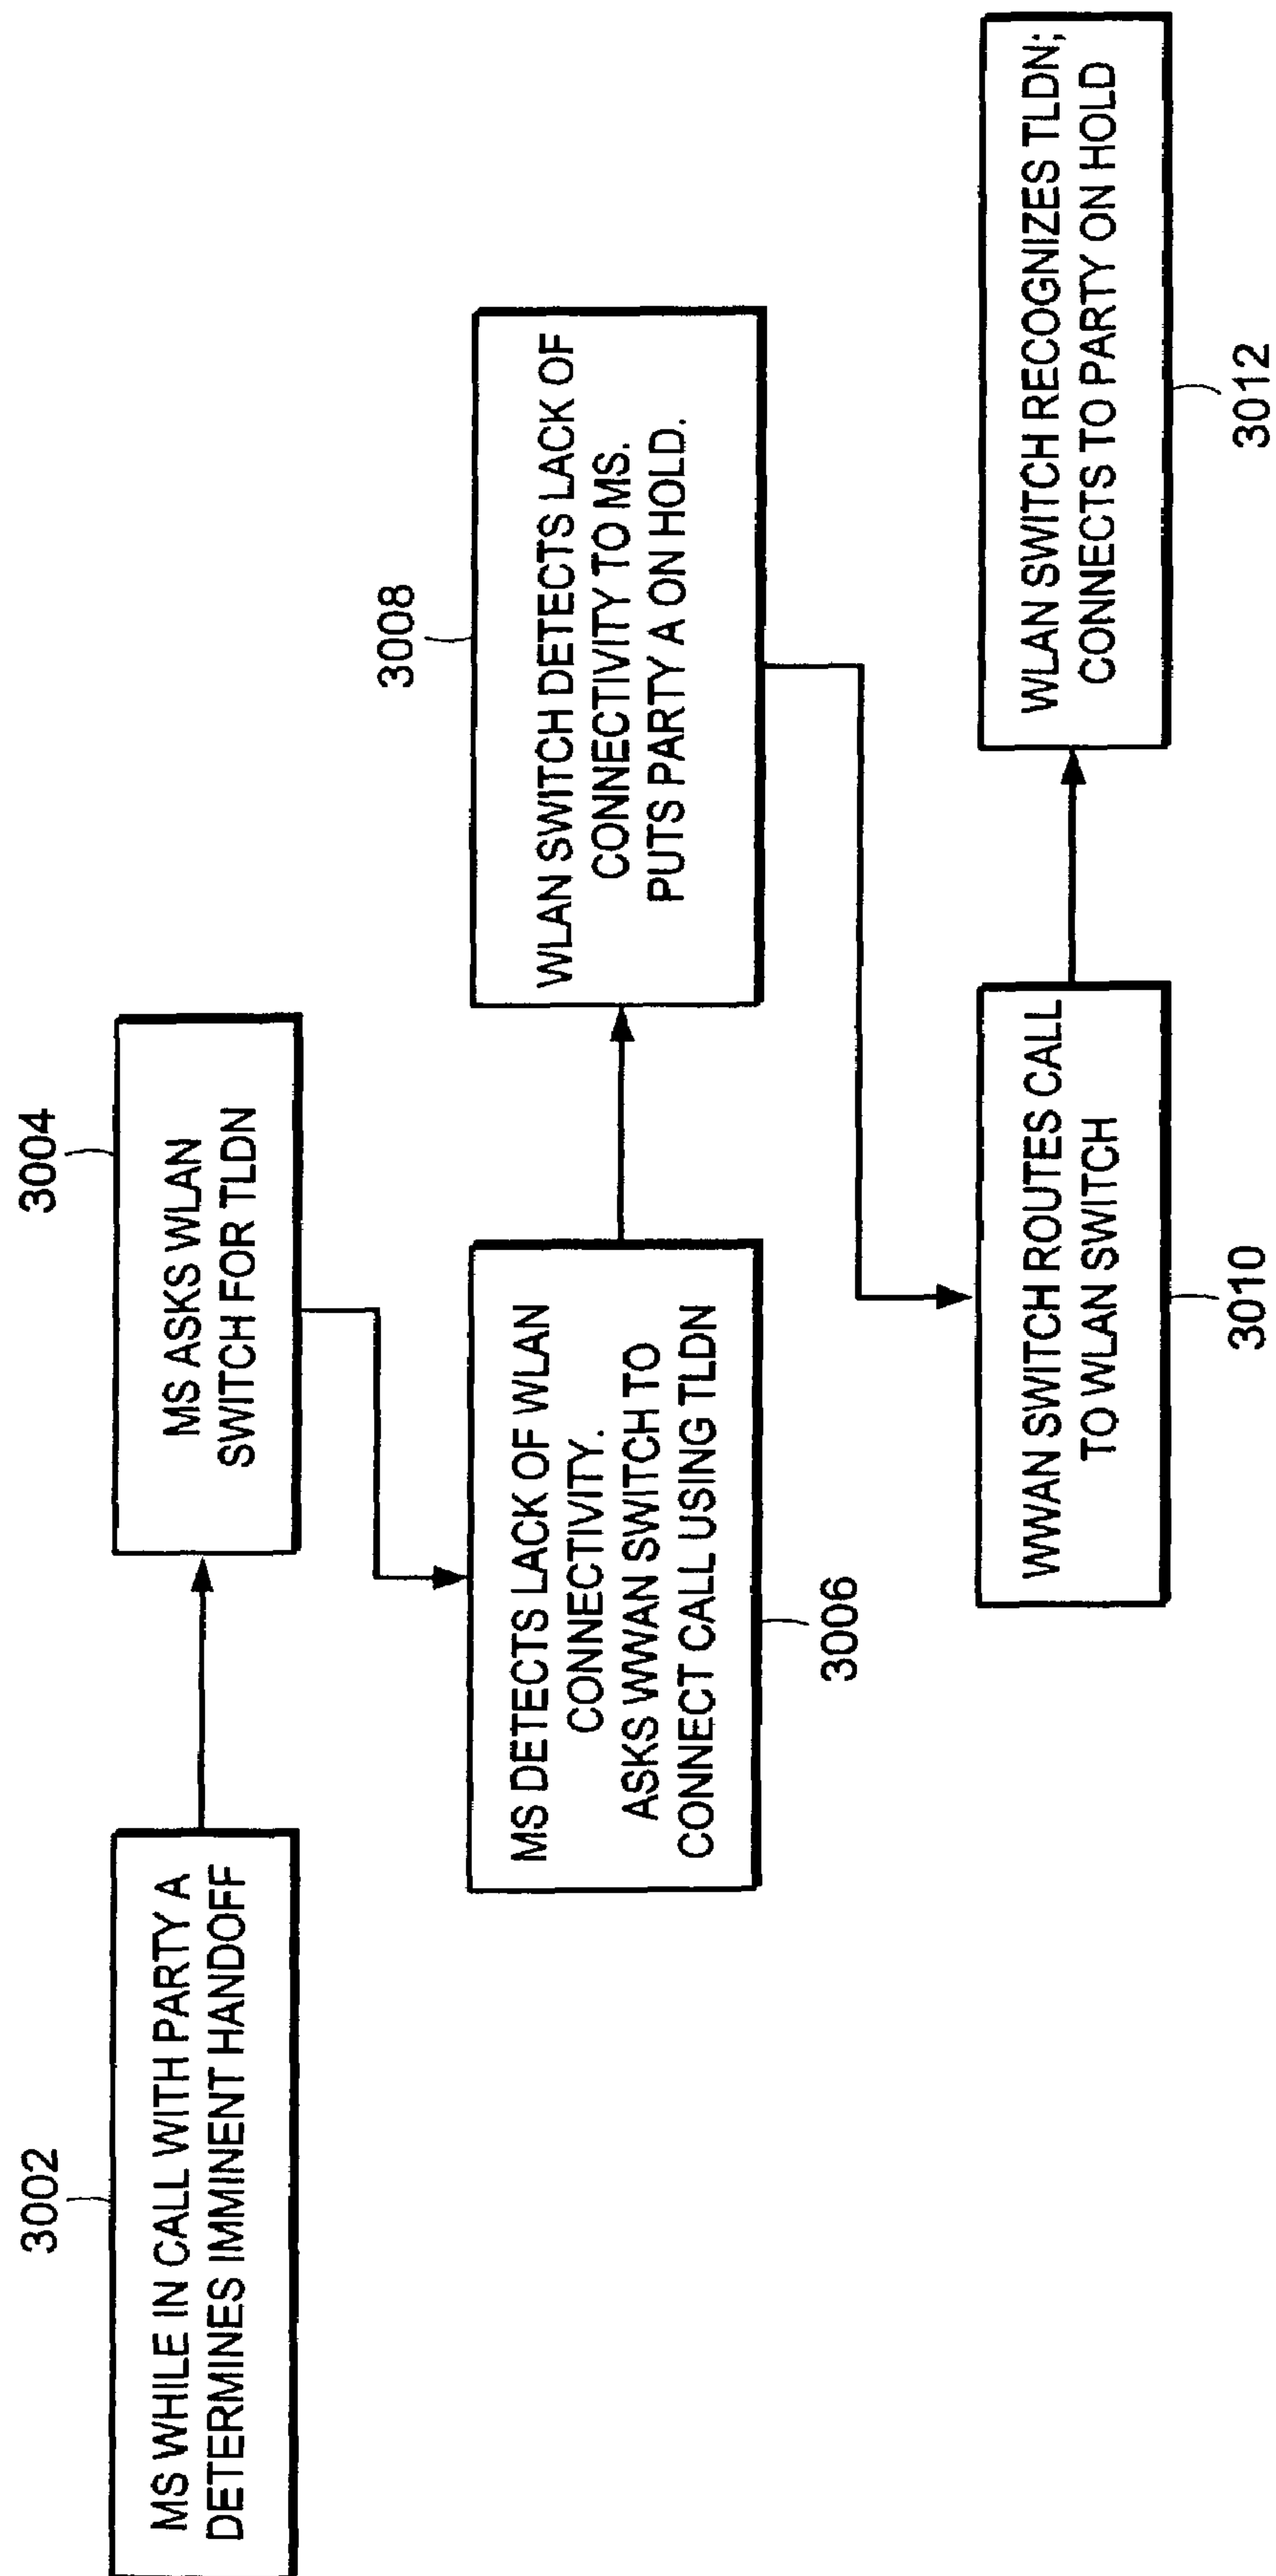 3002
MS WHILE IN CALL WITH PARTY A
DETERMINES IMMINENT HANDOFF
3004
MS ASKS WLAN
SWITCH FOR TLDN
MS DETECTS LACK OF WLAN
CONNECTIVITY.
ASKS WWAN SWITCH TO
CONNECT CALL USING TLDN
3006
3008
WLAN SWITCH DETECTS LACK OF
CONNECTIVITY TO MS.
PUTS PARTY A ON HOLD.
WWAN SWITCH ROUTES CALL
TO WLAN SWITCH
3010
WLAN SWITCH RECOGNIZES TLDN;
CONNECTS TO PARTY ON HOLD
3012